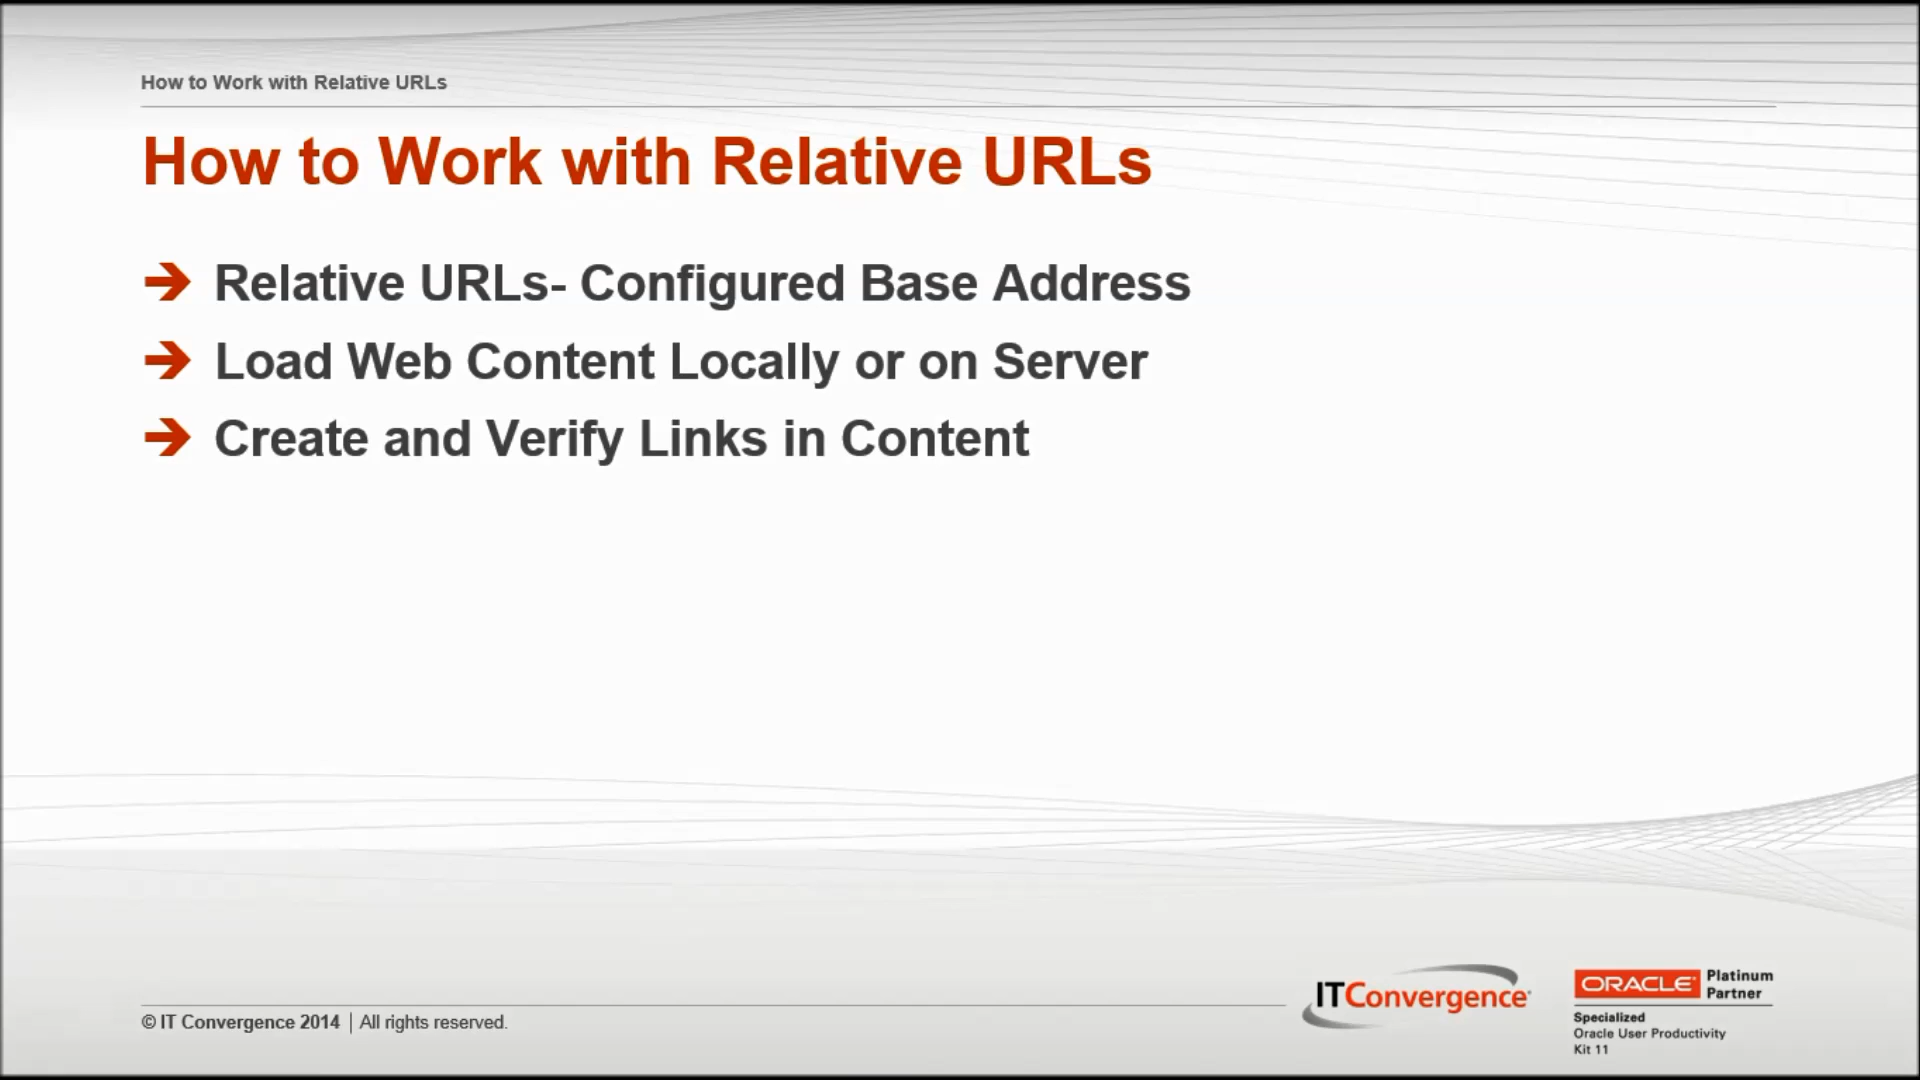 How to Work with Relative URLs
How to Work with Relative URLs
Relative URLs- Configured Base Address
Load Web Content Locally or on Server
Create and Verify Links in Content
© IT Convergence 2014 | All rights reserved.
ITConvergence
ORACLE Platinum
Partner
Specialized
Oracle User Productivity
Kit 11